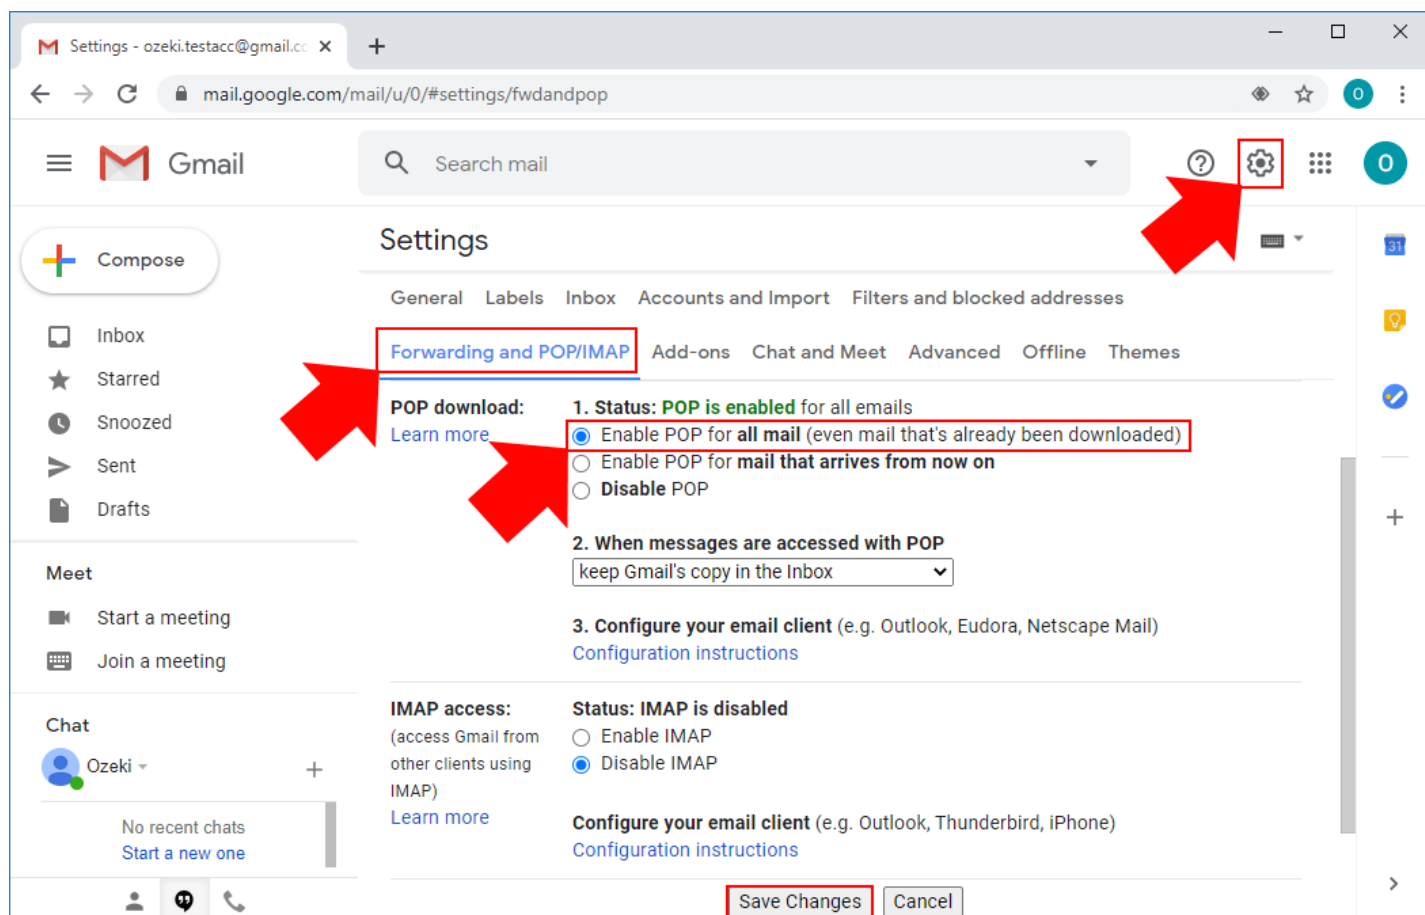 Settings - ozeki.testacc@gmail.cc
mail.google.com/mail/u/0/#settings/fwdandpop
O
Gmail
Search mail
O
Compose
Inbox
Starred
Snoozed
Sent
Drafts
Meet
Start a meeting
Join a meeting
Chat
Ozeki
No recent chats
Start a new one
Settings
General Labels Inbox Accounts and Import Filters and blocked addresses
Forwarding and POP/IMAP Add-ons Chat and Meet Advanced Offline Themes
POP download:
Learn more
1. Status: POP is enabled for all emails
Enable POP for all mail (even mail that's already been downloaded)
Enable POP for mail that arrives from now on
Disable POP
2. When messages are accessed with POP
keep Gmail's copy in the Inbox
3. Configure your email client (e.g. Outlook, Eudora, Netscape Mail)
Configuration instructions
IMAP access:
(access Gmail from
other clients using
IMAP)
Learn more
Status: IMAP is disabled
Enable IMAP
Disable IMAP
Configure your email client (e.g. Outlook, Thunderbird, iPhone)
Configuration instructions
Save Changes Cancel
31